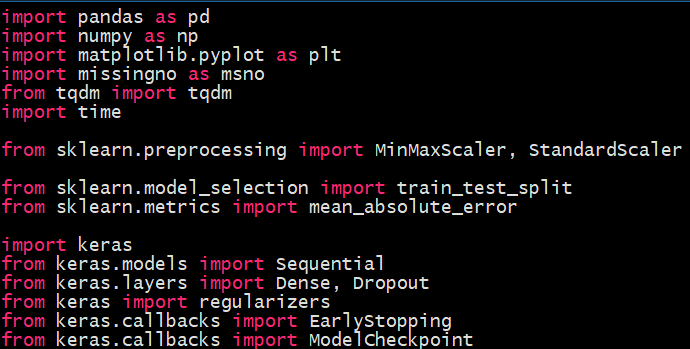 import pandas as pd
import numpy as np
import matplotlib.pyplot as plt
import missingno as msno
from tqdm import tqdm
import time
from sklearn.preprocessing import MinMaxScaler, StandardScaler
from sklearn.model_selection import train_test_split
from sklearn.metrics import mean_absolute_error
import keras
from keras.models import Sequential
from keras.layers import Dense, Dropout
from keras import regularizers
from keras.callbacks import EarlyStopping
from keras.callbacks import ModelCheckpoint